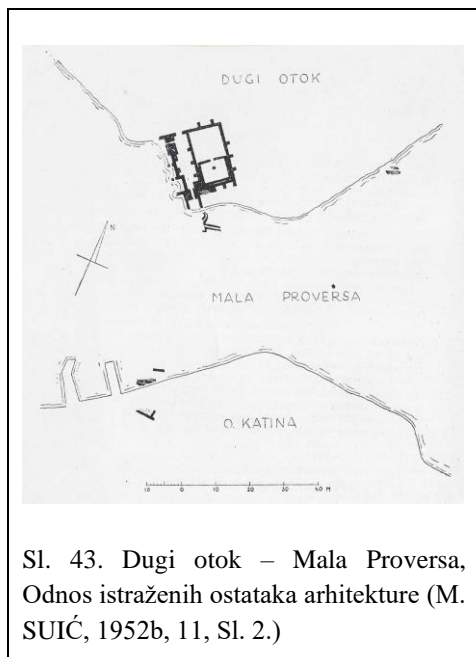 DUGI OTOK
N
MALA PROVERSA
O. KATINA
10 0 10 20 30 40 M
Sl. 43. Dugi otok – Mala Proversa,
Odnos istraženih ostataka arhitekture (M.
SUIĆ, 1952b, 11, Sl. 2.)